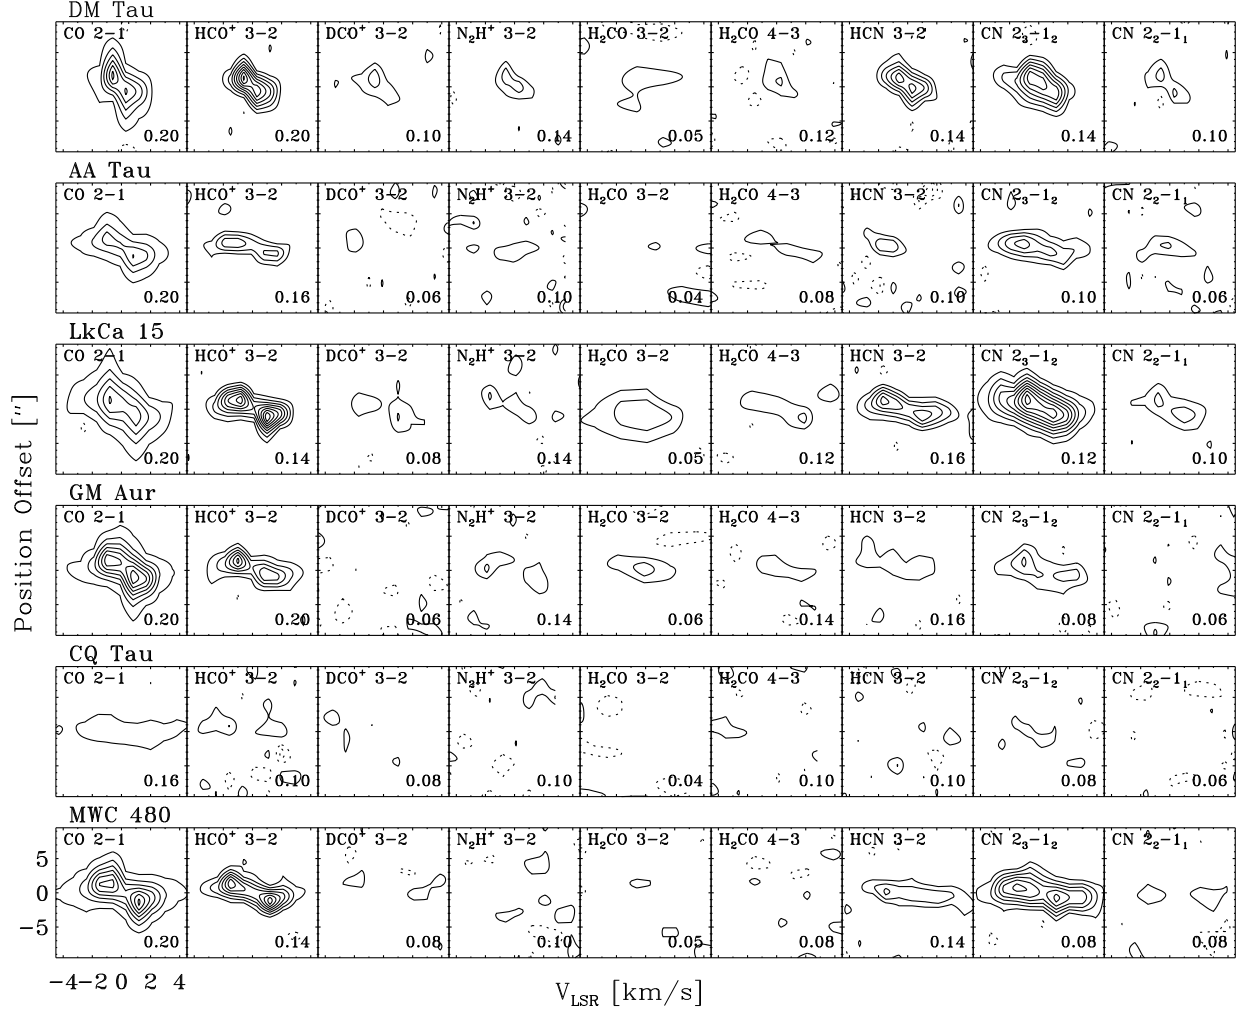 DM Tau
CO 2-1 HCO⁺ 3-2 DCO⁺ 3-2 N₂H⁺ 3-2 H₂CO 3-2 H₂CO 4-3 HCN 3-2 CN 2₃-1₂ CN 2₂-1₁
0.20 0.20 0.10 0.14 0.05 0.12 0.14 0.14 0.10
AA Tau
CO 2-1 HCO⁺ 3-2 DCO⁺ 3-2 N₂H⁺ 3-2 H₂CO 3-2 H₂CO 4-3 HCN 3-2 CN 2₃-1₂ CN 2₂-1₁
0.20 0.16 0.06 0.10 0.04 0.08 0.10 0.10 0.06
LkCa 15
CO 2-1 HCO⁺ 3-2 DCO⁺ 3-2 N₂H⁺ 3-2 H₂CO 3-2 H₂CO 4-3 HCN 3-2 CN 2₃-1₂ CN 2₂-1₁
0.20 0.14 0.08 0.14 0.05 0.12 0.16 0.12 0.10
GM Aur
CO 2-1 HCO⁺ 3-2 DCO⁺ 3-2 N₂H⁺ 3-2 H₂CO 3-2 H₂CO 4-3 HCN 3-2 CN 2₃-1₂ CN 2₂-1₁
0.20 0.20 0.06 0.14 0.06 0.14 0.16 0.08 0.06
CQ Tau
CO 2-1 HCO⁺ 3-2 DCO⁺ 3-2 N₂H⁺ 3-2 H₂CO 3-2 H₂CO 4-3 HCN 3-2 CN 2₃-1₂ CN 2₂-1₁
0.16 0.10 0.08 0.10 0.04 0.10 0.10 0.08 0.06
MWC 480
CO 2-1 HCO⁺ 3-2 DCO⁺ 3-2 N₂H⁺ 3-2 H₂CO 3-2 H₂CO 4-3 HCN 3-2 CN 2₃-1₂ CN 2₂-1₁
0.20 0.14 0.08 0.10 0.05 0.08 0.14 0.08 0.08
5
0
-5
-4 -2 0 2 4
Position Offset ["]
V_LSR [km/s]